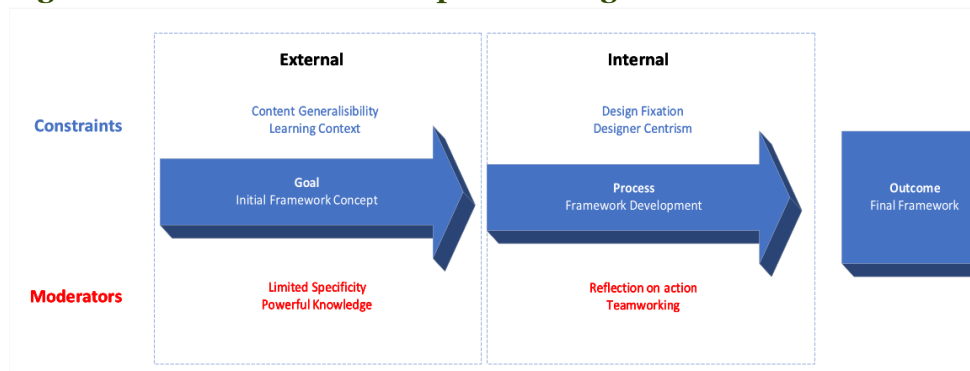 External
Internal
Content Generalisibility
Learning Context
Design Fixation
Designer Centrism
Constraints
Goal
Initial Framework Concept
Process
Framework Development
Outcome
Final Framework
Moderators
Limited Specificity
Powerful Knowledge
Reflection on action
Teamworking